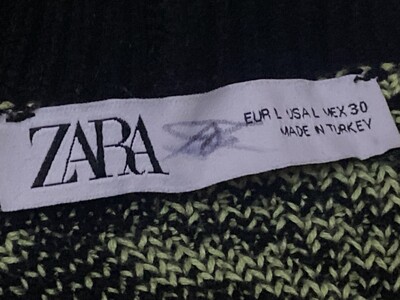 ZARA
EUR L USA L MEX 30
MADE IN TURKEY